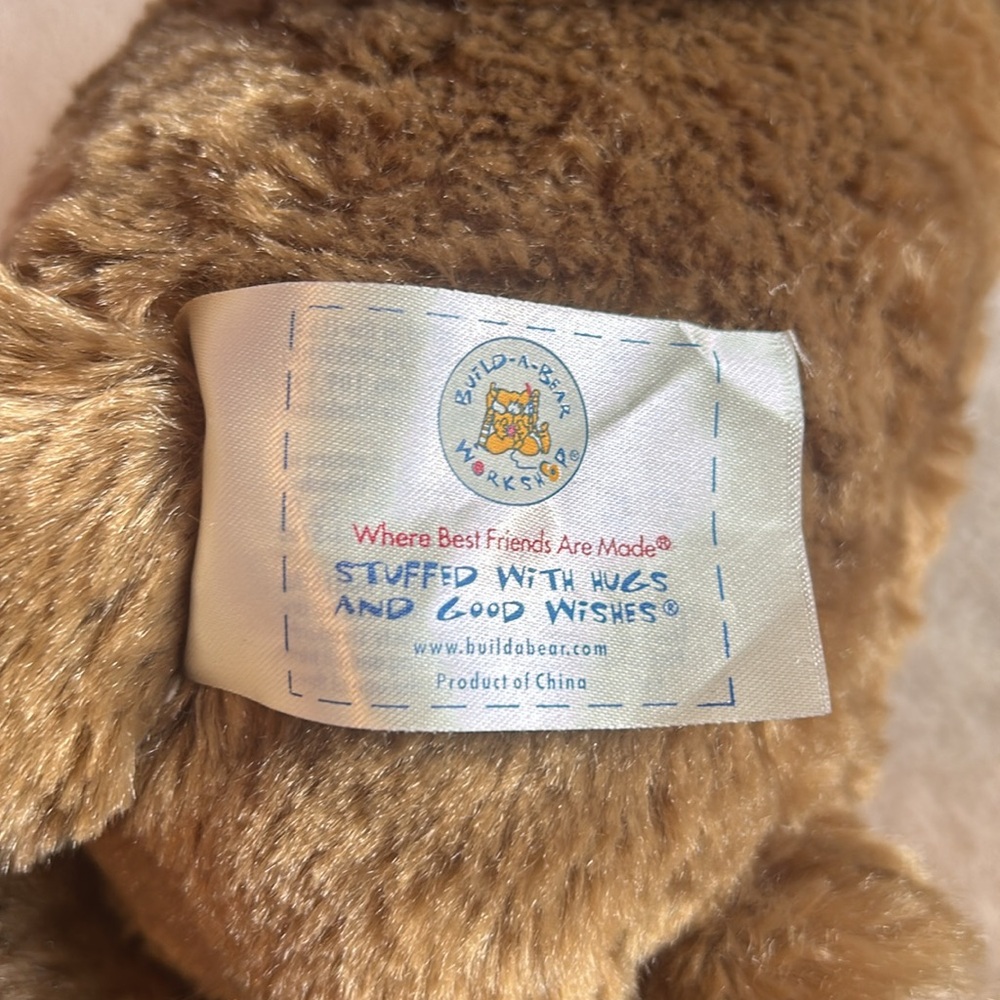 BUiLD-A-BEAR
WORKSHOP®
Where Best Friends Are Made®
STUFFED WiTH HUGS
AND GOOD WiSHES®
www.buildabear.com
Product of China